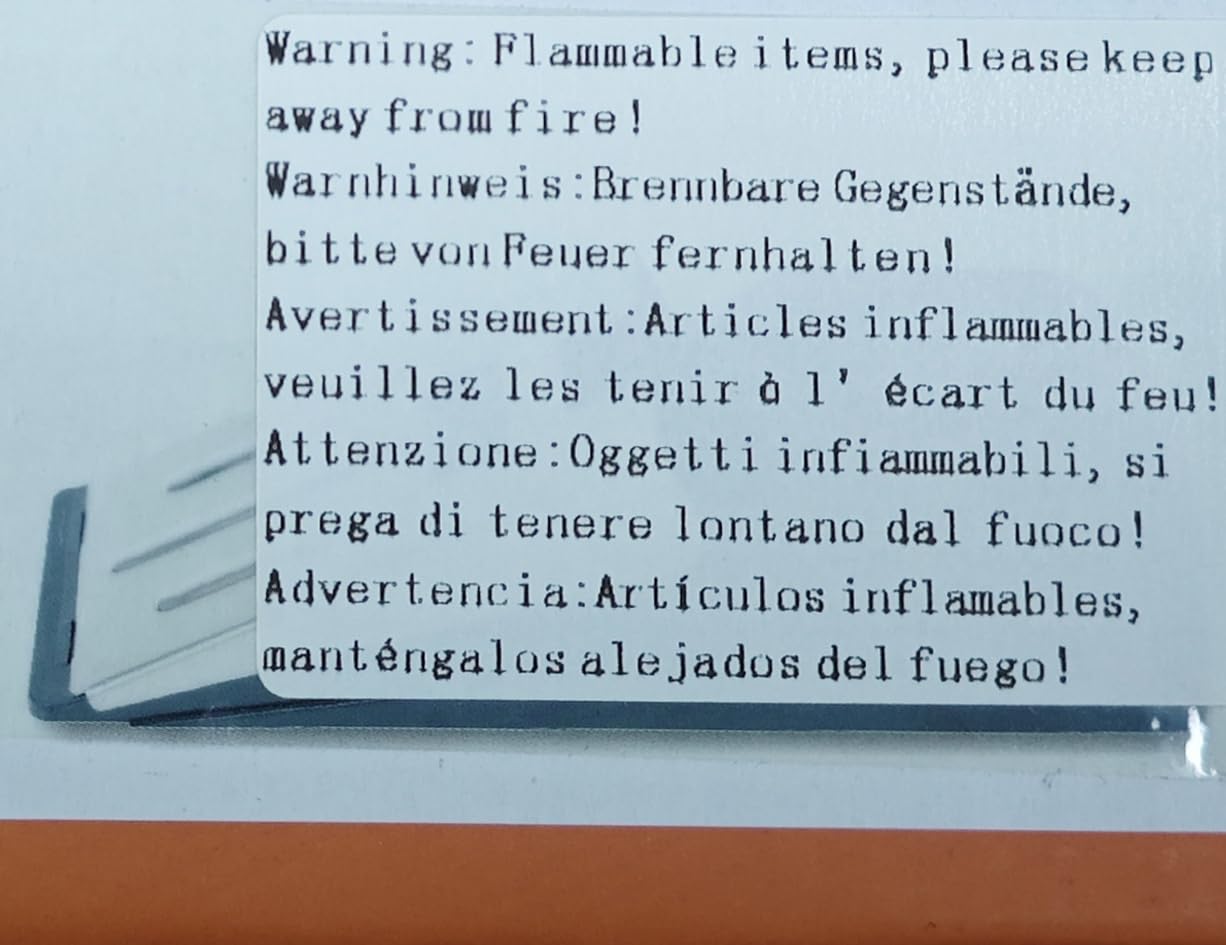 Warning: Flammable items, please keep
away from fire!
Warnhinweis:Brennbare Gegenstände,
bitte von Feuer fernhalten!
Avertissement:Articles inflammables,
veuillez les tenir à l' écart du feu!
Attenzione:Oggetti infiammabili, si
prega di tenere lontano dal fuoco!
Advertencia:Artículos inflamables,
manténgalos alejados del fuego!